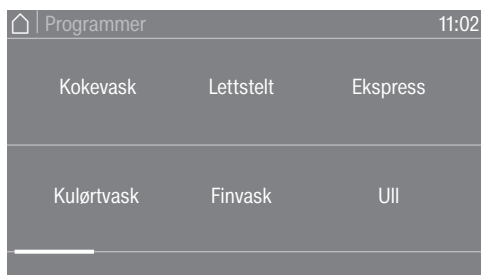 Programmer 11:02
Kokevask Lettstelt Ekspress
Kulørtvask Finvask Ull